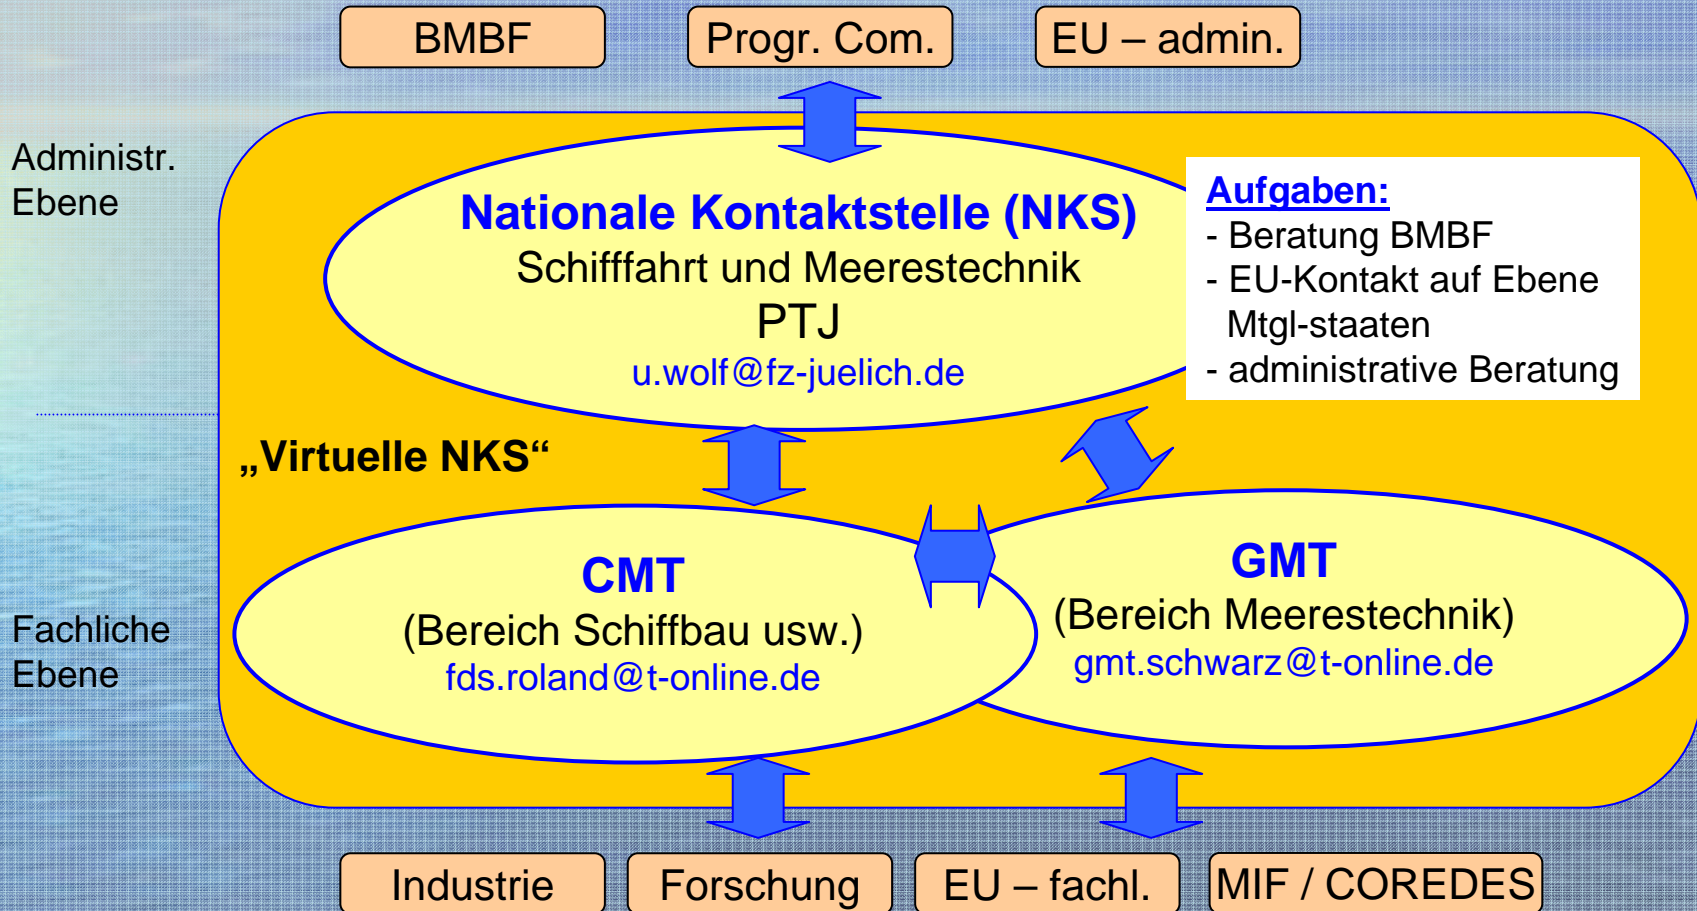 BMBF
Progr. Com.
EU – admin.
Administr.
Ebene
Nationale Kontaktstelle (NKS)
Schifffahrt und Meerestechnik
PTJ
u.wolf@fz-juelich.de
Aufgaben:
- Beratung BMBF
- EU-Kontakt auf Ebene
Mtgl-staaten
- administrative Beratung
„Virtuelle NKS“
CMT
(Bereich Schiffbau usw.)
fds.roland@t-online.de
GMT
(Bereich Meerestechnik)
gmt.schwarz@t-online.de
Fachliche
Ebene
Industrie
Forschung
EU – fachl.
MIF / COREDES